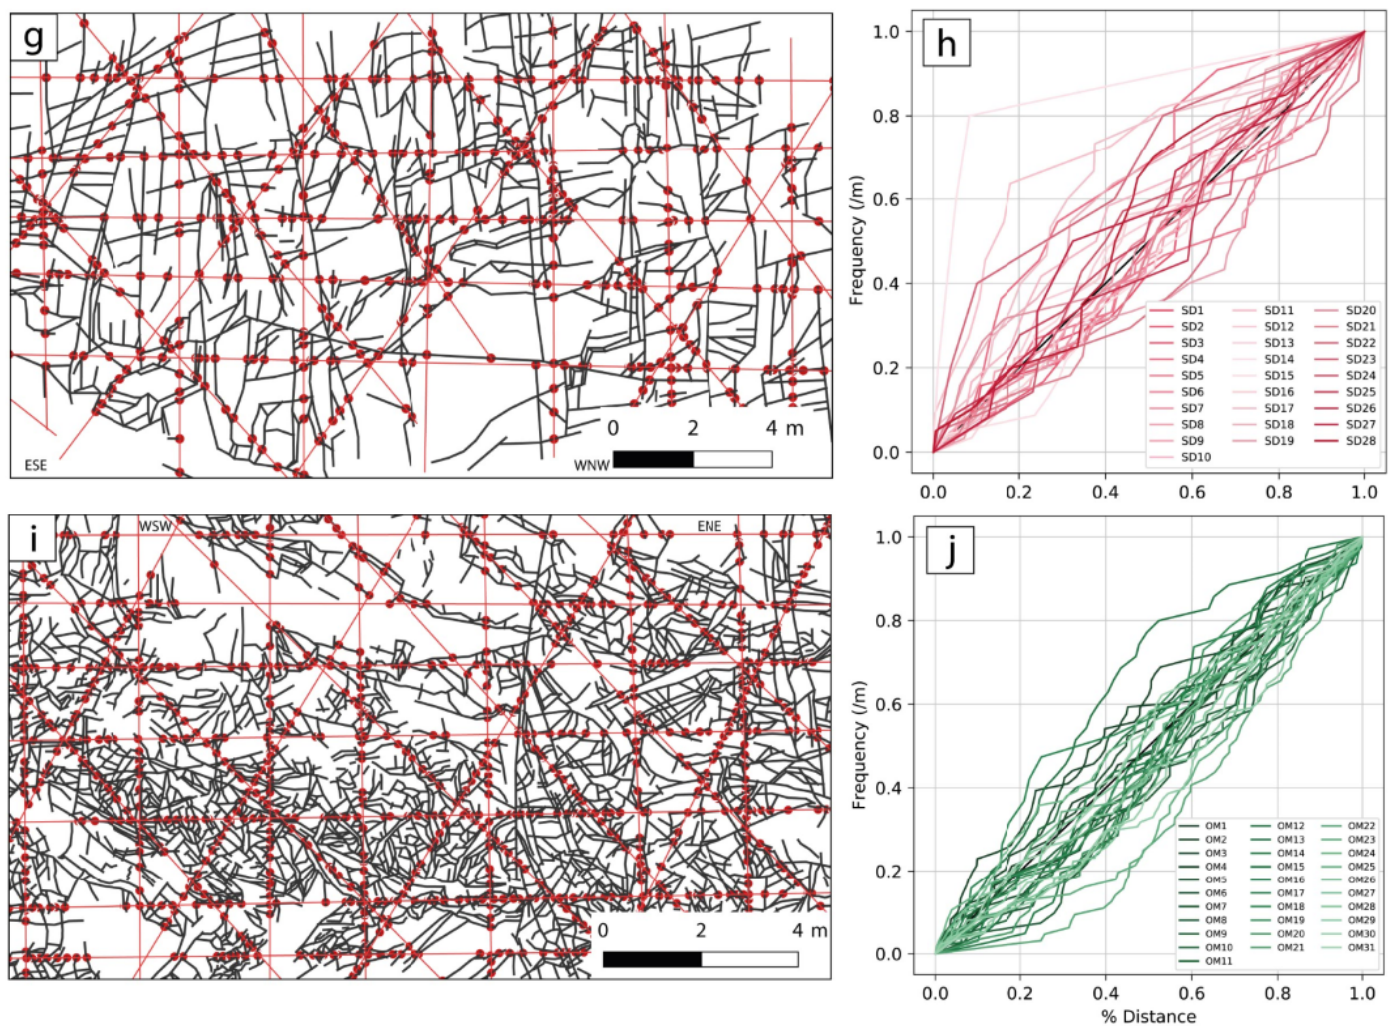 g
ESE
WNW
0 2 4 m
h
Frequency (/m)
1.0
0.8
0.6
0.4
0.2
0.0
0.0 0.2 0.4 0.6 0.8 1.0
SD1 SD11 SD20
SD2 SD12 SD21
SD3 SD13 SD22
SD4 SD14 SD23
SD5 SD15 SD24
SD6 SD16 SD25
SD7 SD17 SD26
SD8 SD18 SD27
SD9 SD19 SD28
SD10
i
WSW
ENE
0 2 4 m
j
Frequency (/m)
1.0
0.8
0.6
0.4
0.2
0.0
0.0 0.2 0.4 0.6 0.8 1.0
% Distance
OM1 OM12 OM22
OM2 OM13 OM23
OM3 OM14 OM24
OM4 OM15 OM25
OM5 OM16 OM26
OM6 OM17 OM27
OM7 OM18 OM28
OM8 OM19 OM29
OM9 OM20 OM30
OM10 OM21 OM31
OM11